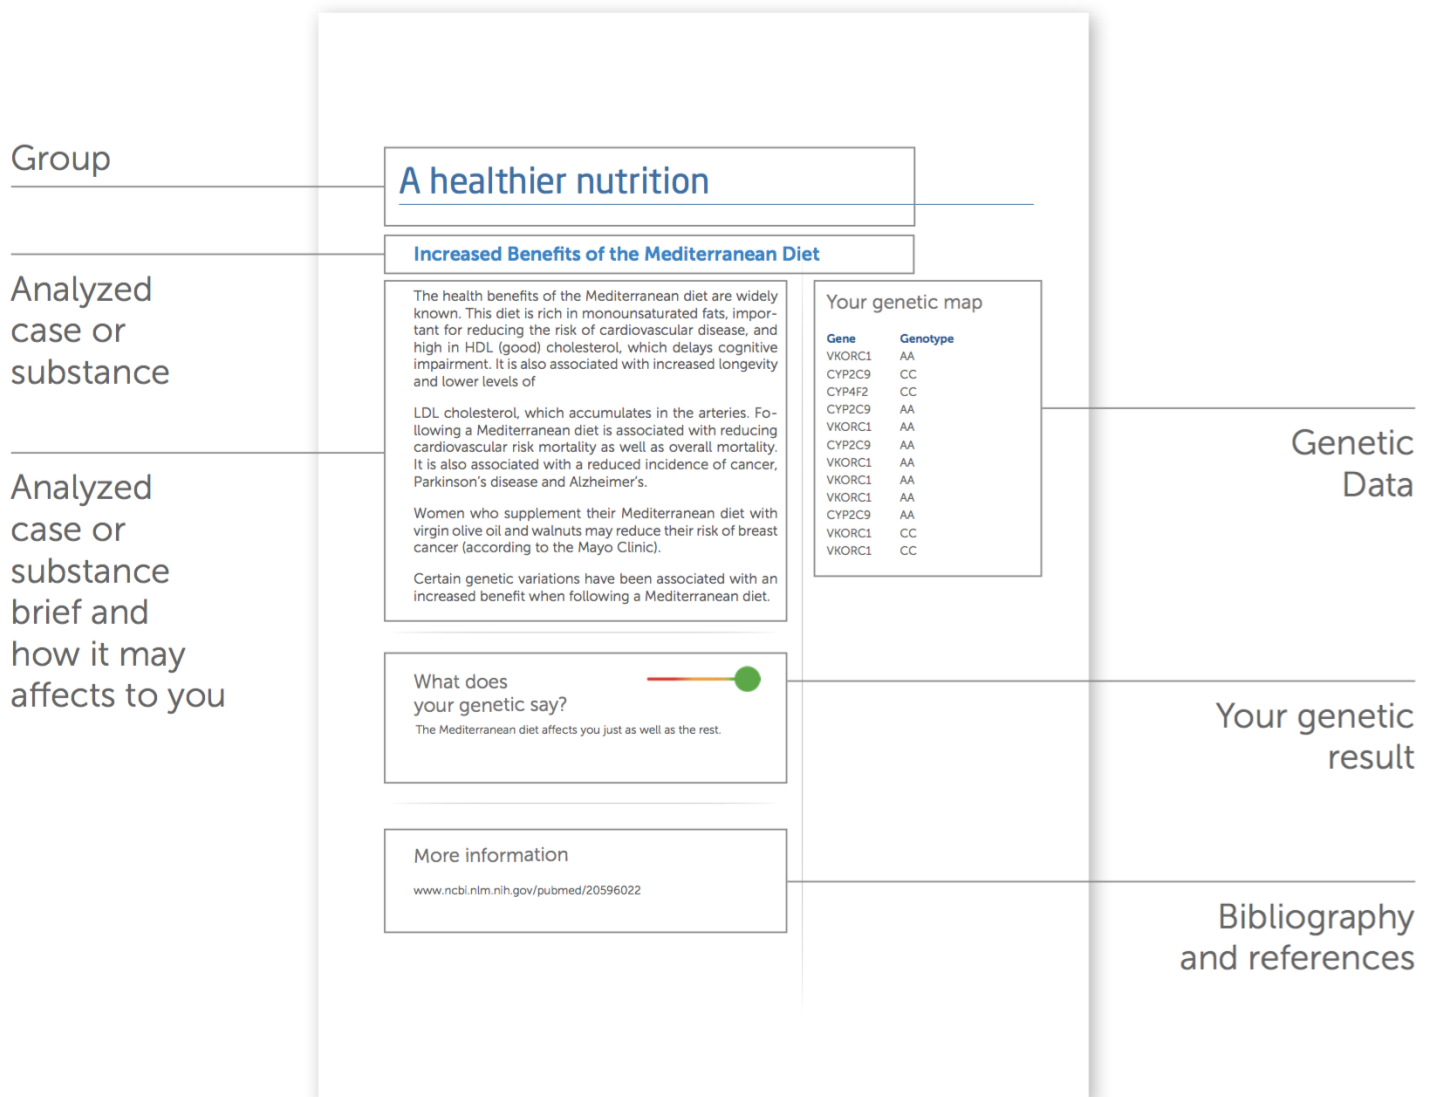 Group
A healthier nutrition
Increased Benefits of the Mediterranean Diet
Analyzed
case or
substance
The health benefits of the Mediterranean diet are widely
known. This diet is rich in monounsaturated fats, impor-
tant for reducing the risk of cardiovascular disease, and
high in HDL (good) cholesterol, which delays cognitive
impairment. It is also associated with increased longevity
and lower levels of
LDL cholesterol, which accumulates in the arteries. Fo-
llowing a Mediterranean diet is associated with reducing
cardiovascular risk mortality as well as overall mortality.
It is also associated with a reduced incidence of cancer,
Parkinson's disease and Alzheimer's.
Women who supplement their Mediterranean diet with
virgin olive oil and walnuts may reduce their risk of breast
cancer (according to the Mayo Clinic).
Certain genetic variations have been associated with an
increased benefit when following a Mediterranean diet.
Your genetic map
Gene Genotype
VKORC1 AA
CYP2C9 CC
CYP4F2 CC
CYP2C9 AA
VKORC1 AA
CYP2C9 AA
VKORC1 AA
VKORC1 AA
VKORC1 AA
CYP2C9 AA
VKORC1 CC
VKORC1 CC
Genetic
Data
Analyzed
case or
substance
brief and
how it may
affects to you
What does
your genetic say?
The Mediterranean diet affects you just as well as the rest.
Your genetic
result
More information
www.ncbi.nlm.nih.gov/pubmed/20596022
Bibliography
and references